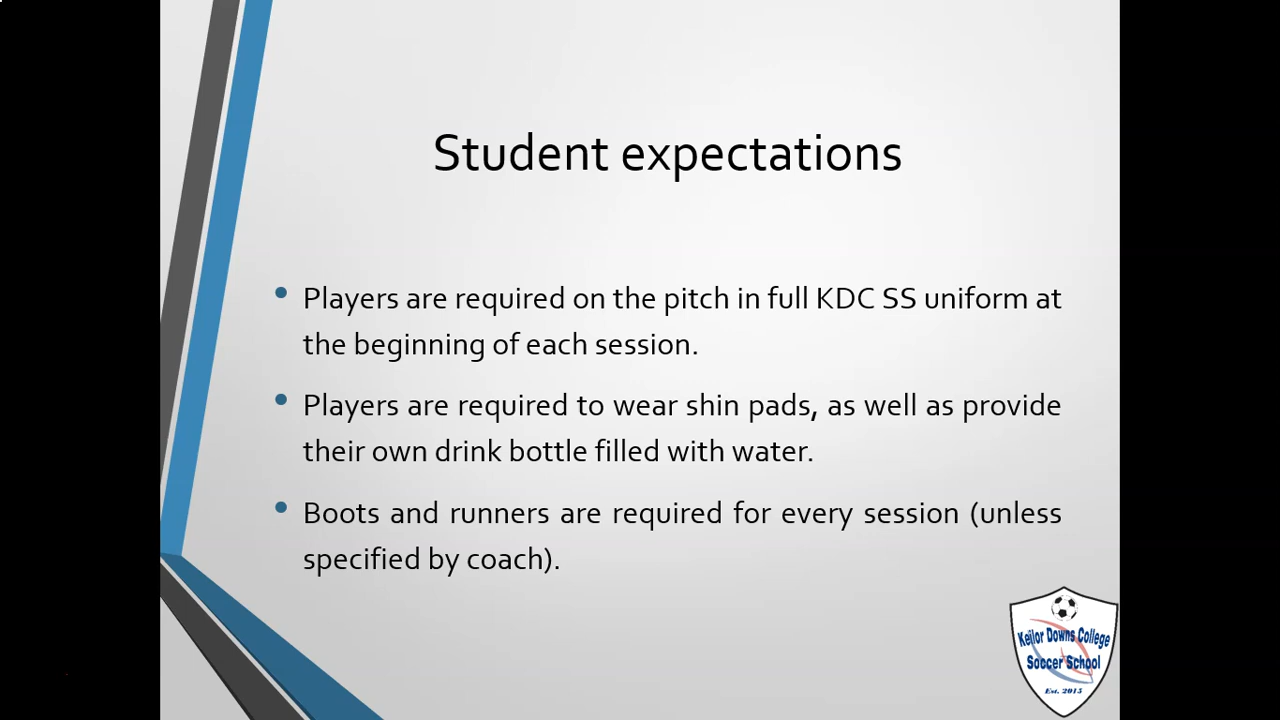 Student expectations
Players are required on the pitch in full KDC SS uniform at
the beginning of each session.
Players are required to wear shin pads, as well as provide
their own drink bottle filled with water.
Boots and runners are required for every session (unless
specified by coach).
Keilor Downs College
Soccer School
Est. 2015